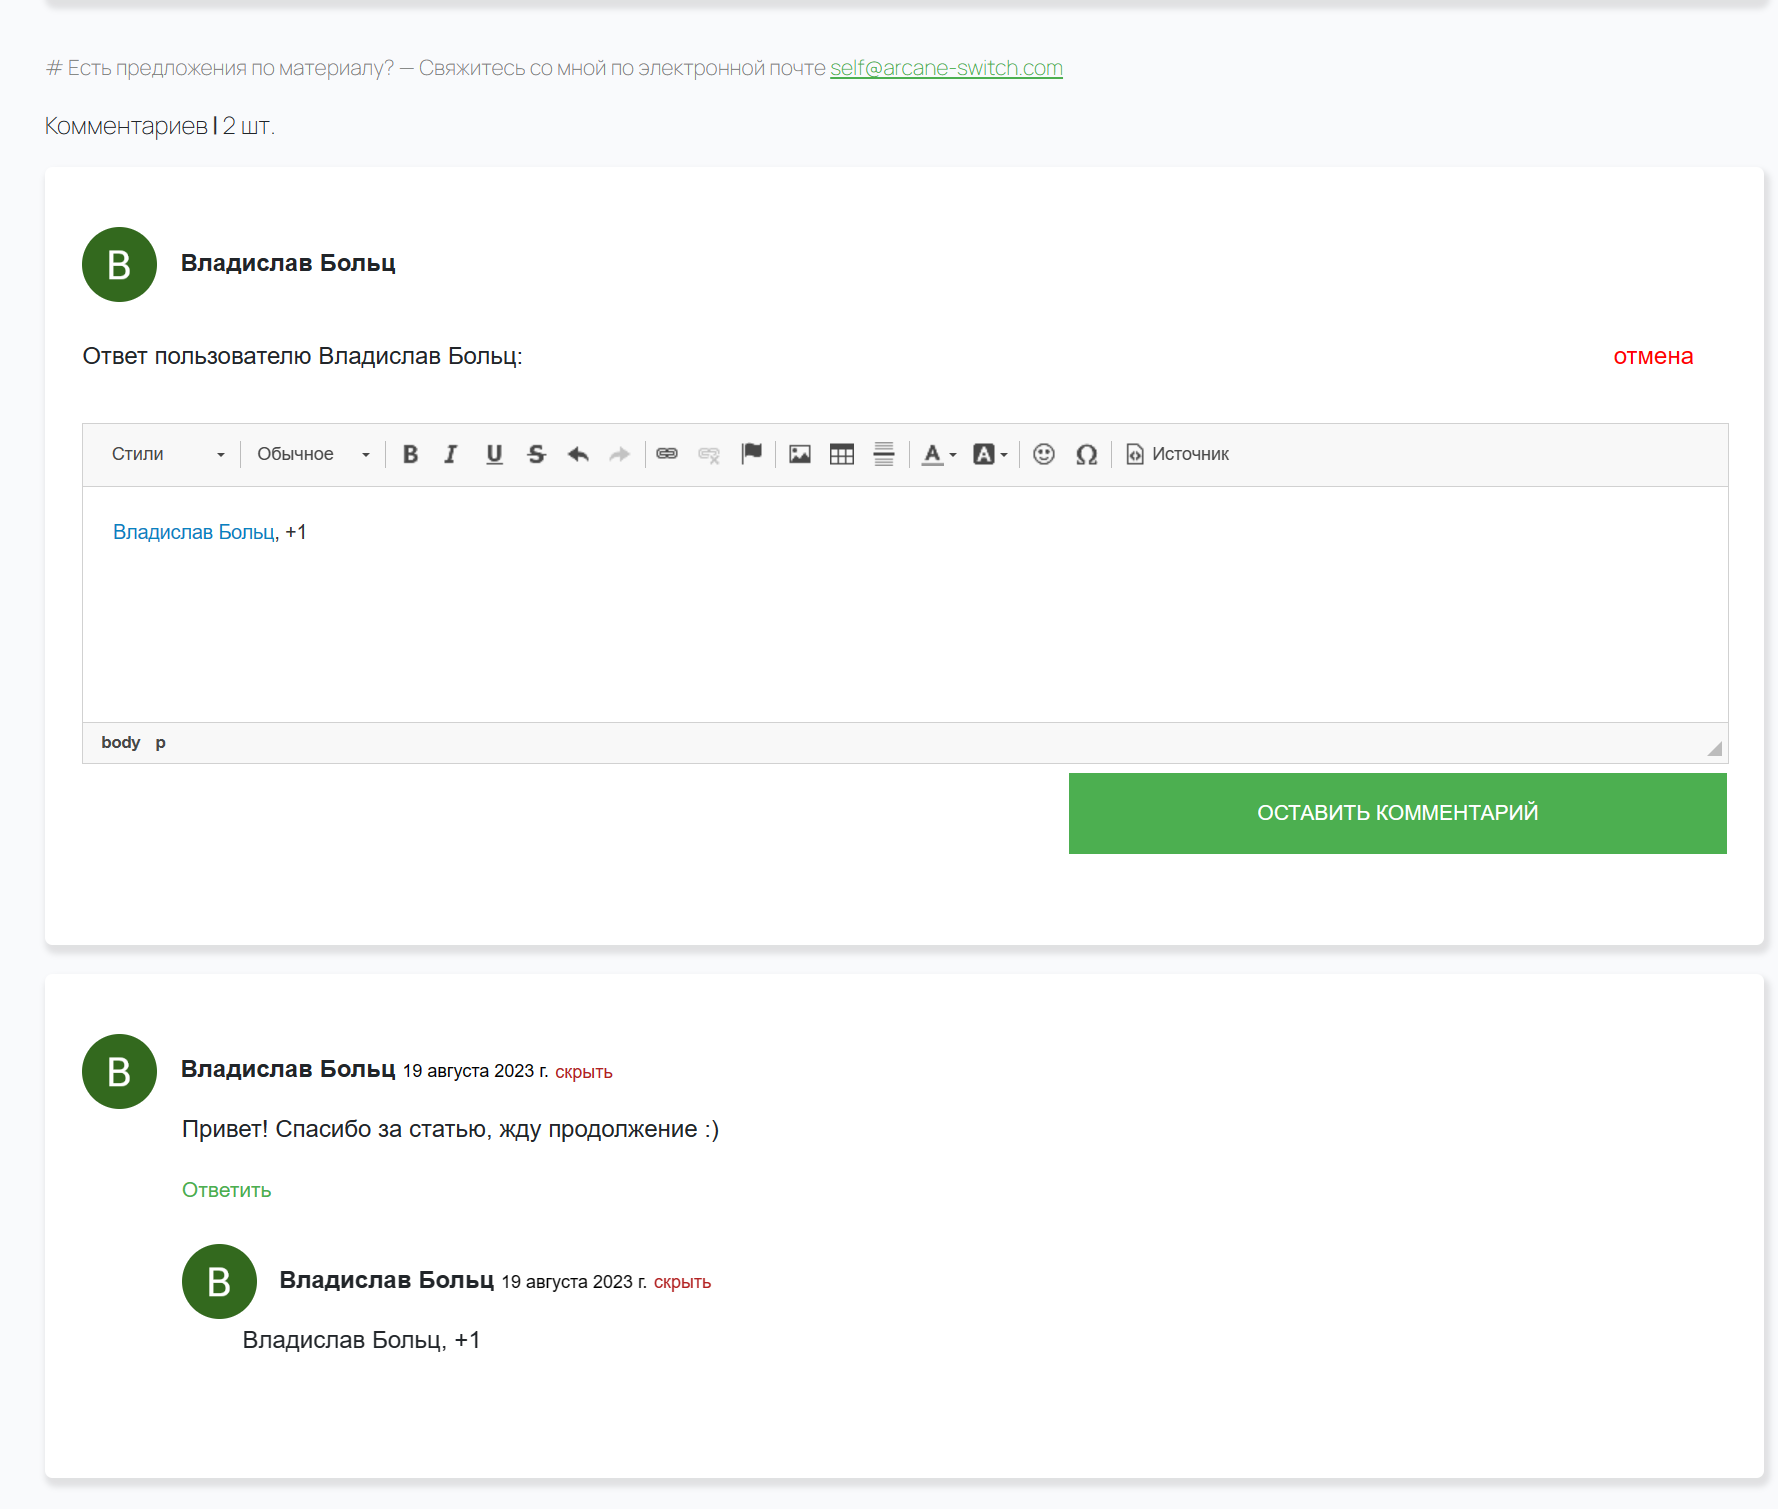 # Есть предложения по материалу? — Свяжитесь со мной по электронной почте self@arcane-switch.com
Комментариев | 2 шт.
В Владислав Больц
Ответ пользователю Владислав Больц: отмена
Стили Обычное B I U S A A Ω Источник
Владислав Больц, +1
body p
ОСТАВИТЬ КОММЕНТАРИЙ
В Владислав Больц 19 августа 2023 г. скрыть
Привет! Спасибо за статью, жду продолжение :)
Ответить
В Владислав Больц 19 августа 2023 г. скрыть
Владислав Больц, +1